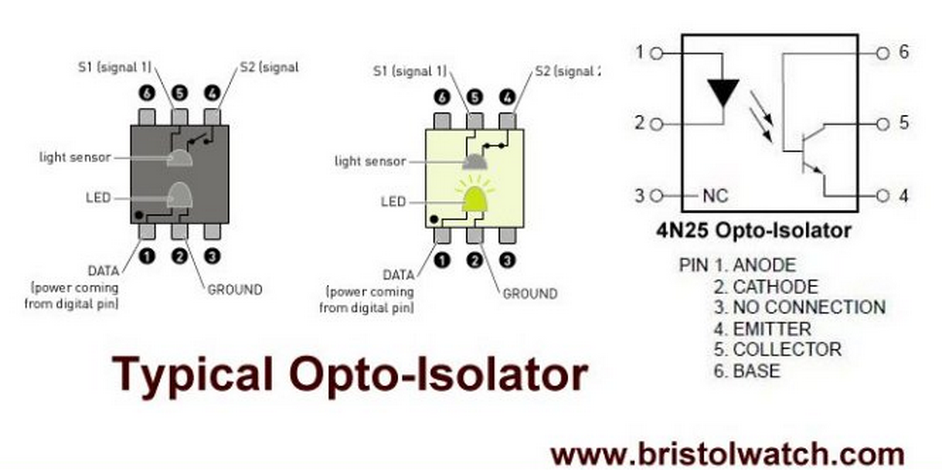 S1 (signal 1)
S2 (signal
6 5 4
light sensor
LED
1 2 3
DATA
(power coming
from digital pin)
GROUND
S1 (signal 1)
S2 (signal
6 5 4
light sensor
LED
1 2 3
DATA
(power coming
from digital pin)
GROUND
1
6
2
5
3
NC
4
4N25 Opto-Isolator
PIN 1. ANODE
2. CATHODE
3. NO CONNECTION
4. EMITTER
5. COLLECTOR
6. BASE
Typical Opto-Isolator
www.bristolwatch.com